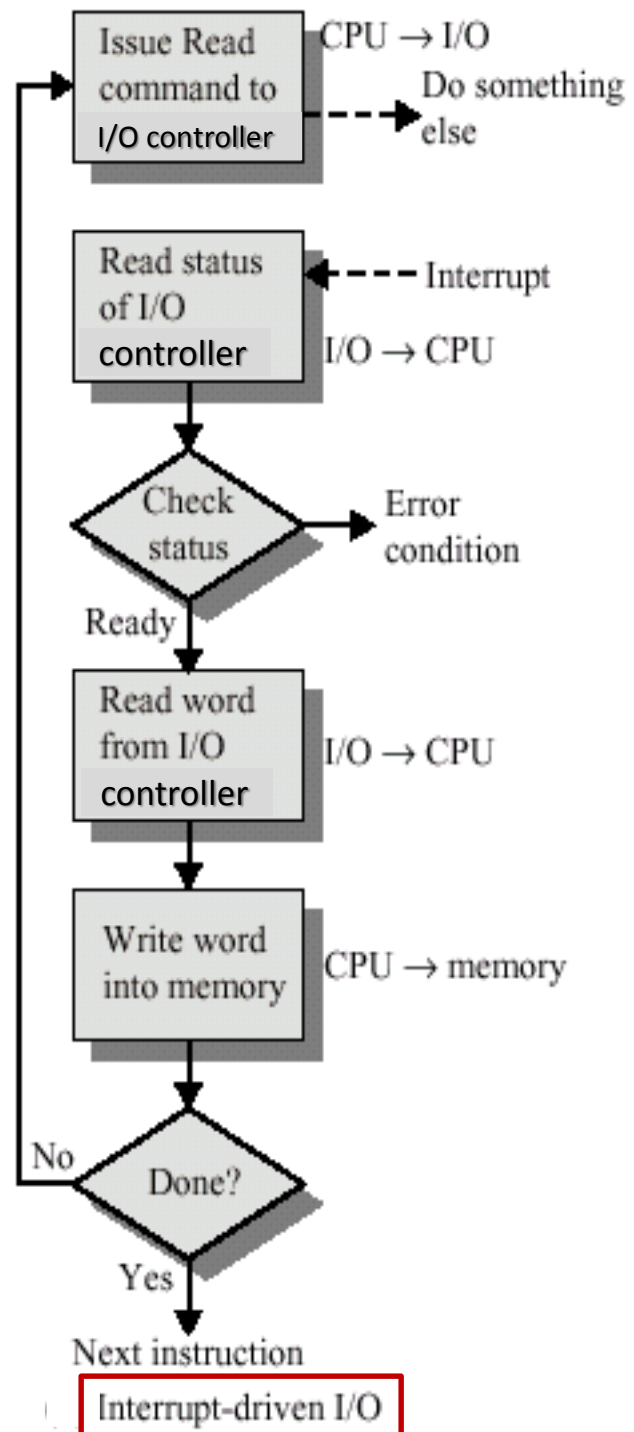 Issue Read
command to
I/O controller
CPU → I/O
Do something
else
Read status
of I/O
controller
Interrupt
I/O → CPU
Check
status
Error
condition
Ready
Read word
from I/O
controller
I/O → CPU
Write word
into memory
CPU → memory
No
Done?
Yes
Next instruction
Interrupt-driven I/O